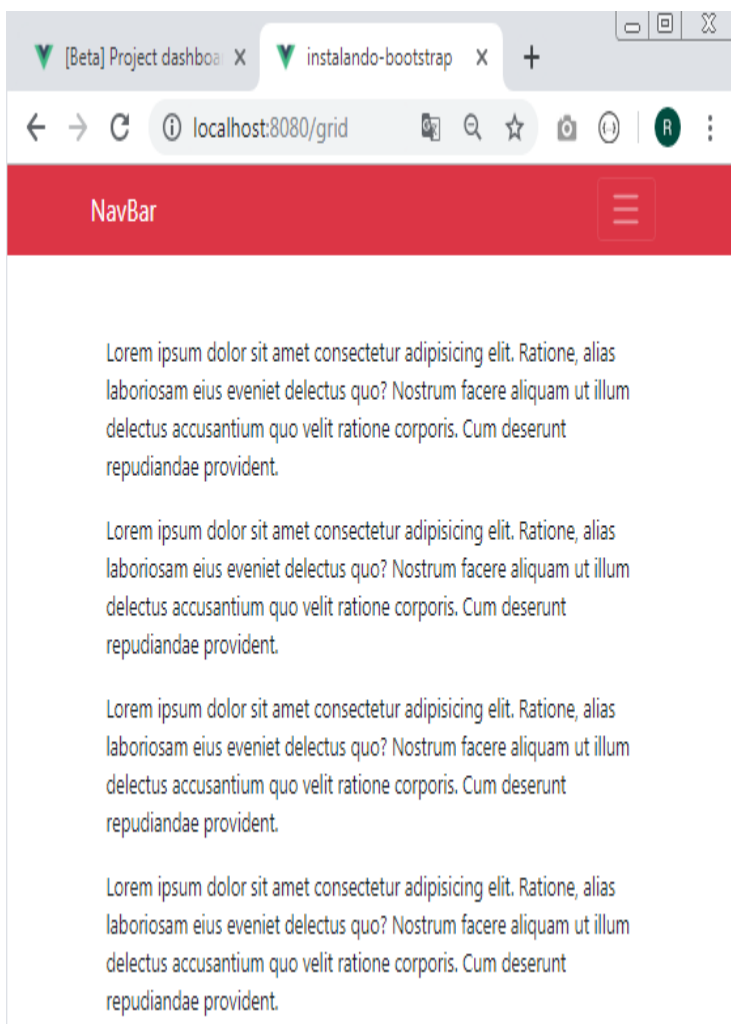 [Beta] Project dashboa
instalando-bootstrap
localhost:8080/grid
R
NavBar
Lorem ipsum dolor sit amet consectetur adipisicing elit. Ratione, alias
laboriosam eius eveniet delectus quo? Nostrum facere aliquam ut illum
delectus accusantium quo velit ratione corporis. Cum deserunt
repudiandae provident.
Lorem ipsum dolor sit amet consectetur adipisicing elit. Ratione, alias
laboriosam eius eveniet delectus quo? Nostrum facere aliquam ut illum
delectus accusantium quo velit ratione corporis. Cum deserunt
repudiandae provident.
Lorem ipsum dolor sit amet consectetur adipisicing elit. Ratione, alias
laboriosam eius eveniet delectus quo? Nostrum facere aliquam ut illum
delectus accusantium quo velit ratione corporis. Cum deserunt
repudiandae provident.
Lorem ipsum dolor sit amet consectetur adipisicing elit. Ratione, alias
laboriosam eius eveniet delectus quo? Nostrum facere aliquam ut illum
delectus accusantium quo velit ratione corporis. Cum deserunt
repudiandae provident.